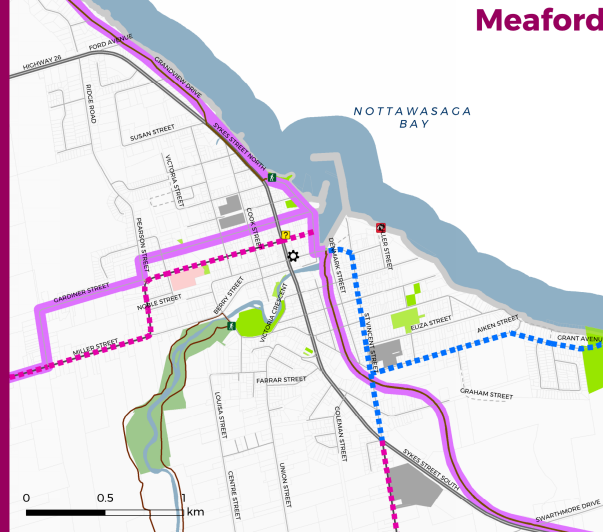 Meaford
HIGHWAY 26
FORD AVENUE
GRANDVIEW DRIVE
RIDGE ROAD
NOTTAWASAGA
BAY
SUSAN STREET
SYKES STREET NORTH
VICTORIA STREET
COOK STREET
?
PEARSON STREET
DENMARK STREET
LLER STREET
GARDINER STREET
NOBLE STREET
BERRY STREET
VICTORIA CRESCENT
ST VINCENT STREET
ELIZA STREET
AIKEN STREET
GRANT AVENU
MILLER STREET
FARRAR STREET
GRAHAM STREET
LOUISA STREET
COLEMAN STREET
CENTRE STREET
UNION STREET
SYKES STREET SOUTH
SWARTHMORE DRIVE
0 0.5 1
km